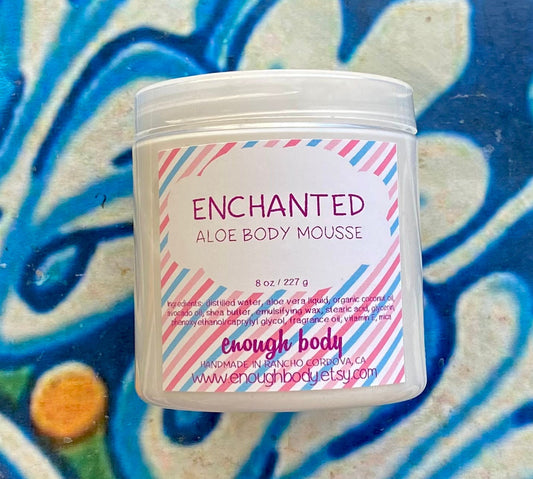 ENCHANTED
ALOE BODY MOUSSE
8 oz / 227 g
Ingredients: distilled water, aloe vera liquid, organic coconut oil,
avocado oil, shea butter, emulsifying wax, stearic acid, glycerin,
phenoxyethanol/caprylyl glycol, fragrance oil, vitamin E, mica
enough body
HANDMADE IN RANCHO CORDOVA, CA
www.enoughbody.etsy.com